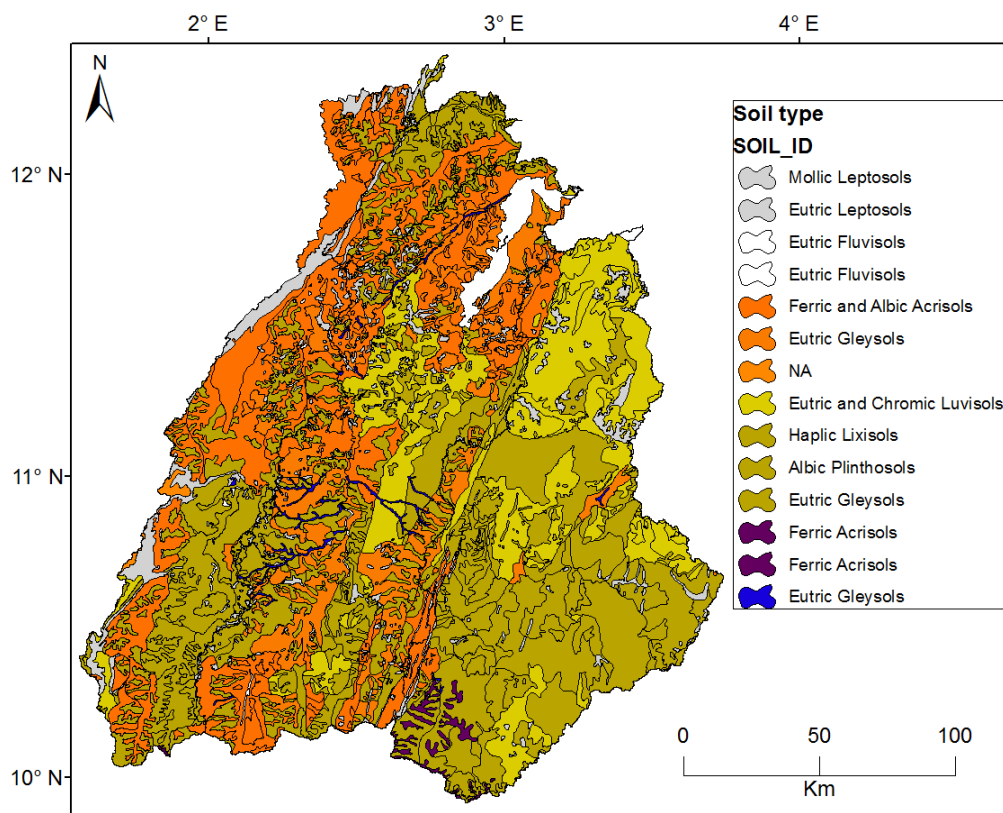 2° E
3° E
4° E
N
12° N
11° N
10° N
Soil type
SOIL_ID
Mollic Leptosols
Eutric Leptosols
Eutric Fluvisols
Eutric Fluvisols
Ferric and Albic Acrisols
Eutric Gleysols
NA
Eutric and Chromic Luvisols
Haplic Lixisols
Albic Plinthosols
Eutric Gleysols
Ferric Acrisols
Ferric Acrisols
Eutric Gleysols
0
50
100
Km